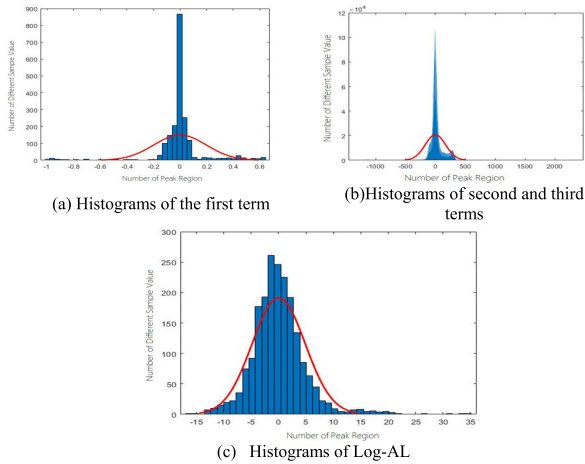 900
800
700
600
500
400
300
200
100
0
-1 -0.8 -0.6 -0.4 -0.2 0 0.2 0.4 0.6
Number of Different Sample Value
Number of Peak Region
(a) Histograms of the first term
12
10
8
6
4
2
0
-1000 -500 0 500 1000 1500 2000
Number of Different Sample Value
Number of Peak Region
(b)Histograms of second and third
terms
300
250
200
150
100
50
0
-15 -10 -5 0 5 10 15 20 25 30 35
Number of Different Sample Value
Number of Peak Region
(c) Histograms of Log-AL